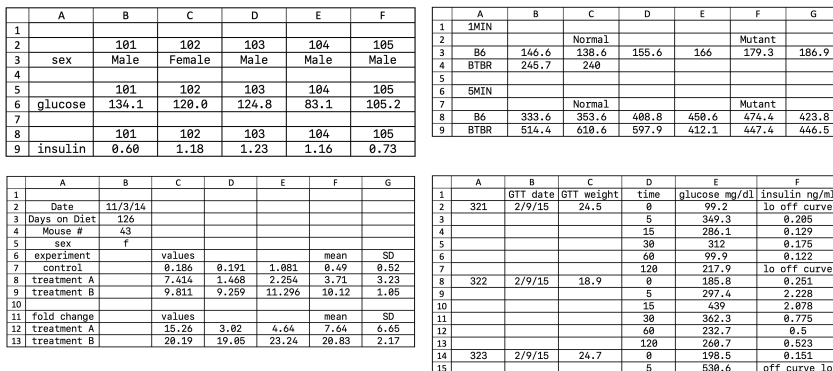 A B C D E F
1
2 101 102 103 104 105
3 sex Male Female Male Male Male
4
5 101 102 103 104 105
6 glucose 134.1 120.0 124.8 83.1 105.2
7
8 101 102 103 104 105
9 insulin 0.60 1.18 1.23 1.16 0.73
A B C D E F G
1 1MIN
2 Normal Mutant
3 B6 146.6 138.6 155.6 166 179.3 186.9
4 BTBR 245.7 240
5
6 5MIN
7 Normal Mutant
8 B6 333.6 353.6 408.8 450.6 474.4 423.8
9 BTBR 514.4 610.6 597.9 412.1 447.4 446.5
A B C D E F G
1
2 Date 11/3/14
3 Days on Diet 126
4 Mouse # 43
5 sex f
6 experiment values mean SD
7 control 0.186 0.191 1.081 0.49 0.52
8 treatment A 7.414 1.468 2.254 3.71 3.23
9 treatment B 9.811 9.259 11.296 10.12 1.05
10
11 fold change values mean SD
12 treatment A 15.26 3.02 4.64 7.64 6.65
13 treatment B 20.19 19.05 23.24 20.83 2.17
A B C D E F
1 GTT date GTT weight time glucose mg/dl insulin ng/ml
2 321 2/9/15 24.5 0 99.2 lo off curve
3 5 349.3 0.205
4 15 286.1 0.129
5 30 312 0.175
6 60 99.9 0.122
7 120 217.9 lo off curve
8 322 2/9/15 18.9 0 185.8 0.251
9 5 297.4 2.228
10 15 439 2.078
11 30 362.3 0.775
12 60 232.7 0.5
13 120 260.7 0.523
14 323 2/9/15 24.7 0 198.5 0.151
15 5 530.6 off curve lo